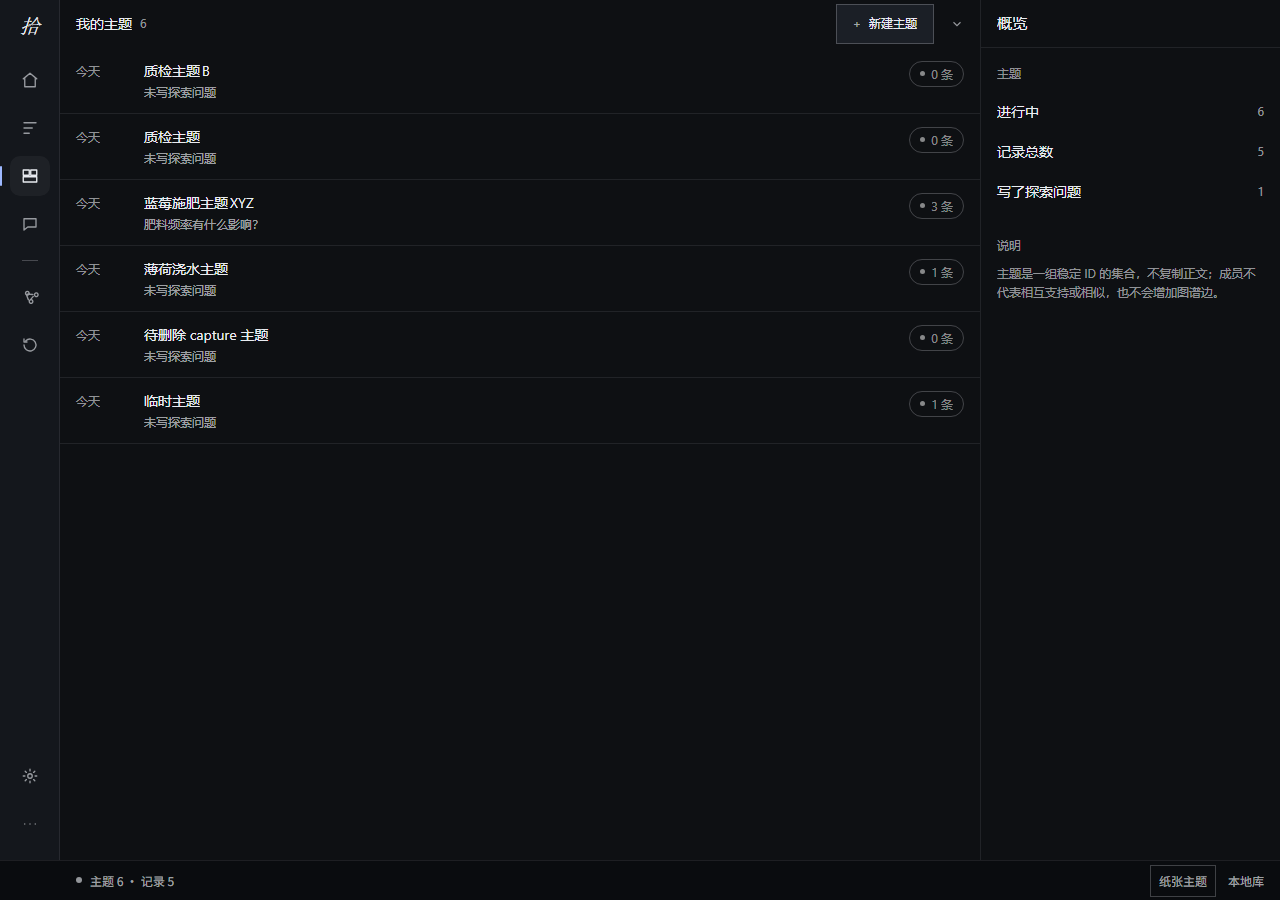 拾
我的主题 6
+ 新建主题
概览
今天 质检主题 B 0 条
未写探索问题
今天 质检主题 0 条
未写探索问题
今天 蓝莓施肥主题 XYZ 3 条
肥料频率有什么影响?
今天 薄荷浇水主题 1 条
未写探索问题
今天 待删除 capture 主题 0 条
未写探索问题
今天 临时主题 1 条
未写探索问题
主题
进行中 6
记录总数 5
写了探索问题 1
说明
主题是一组稳定 ID 的集合，不复制正文；成员不
代表相互支持或相似，也不会增加图谱边。
...
主题 6 · 记录 5
纸张主题
本地库